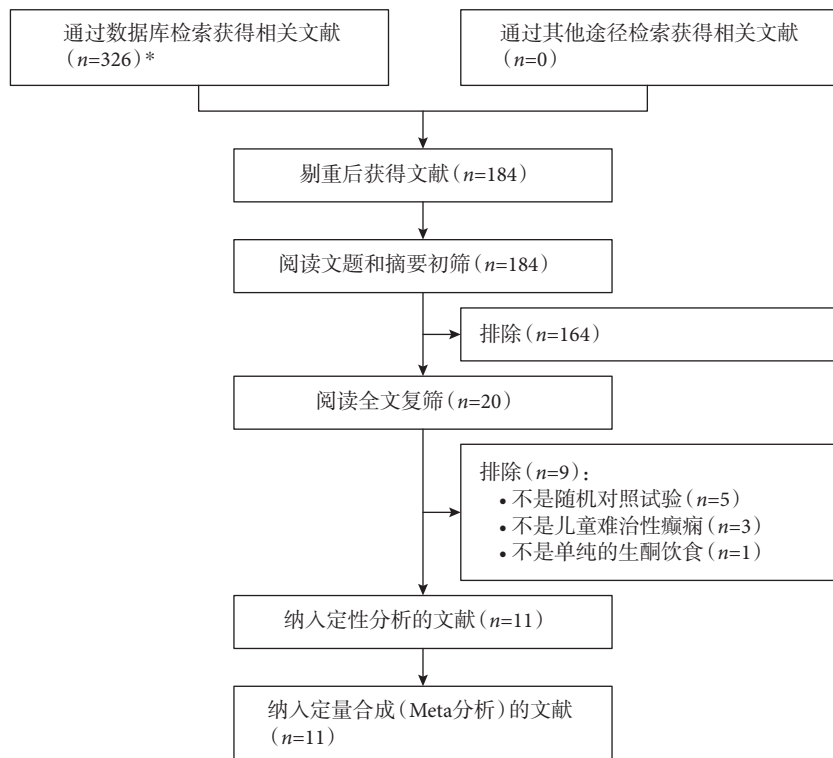 通过数据库检索获得相关文献
(n=326)*
通过其他途径检索获得相关文献
(n=0)
剔重后获得文献(n=184)
阅读文题和摘要初筛(n=184)
排除(n=164)
阅读全文复筛(n=20)
排除(n=9):
• 不是随机对照试验(n=5)
• 不是儿童难治性癫痫(n=3)
• 不是单纯的生酮饮食(n=1)
纳入定性分析的文献(n=11)
纳入定量合成(Meta分析)的文献
(n=11)